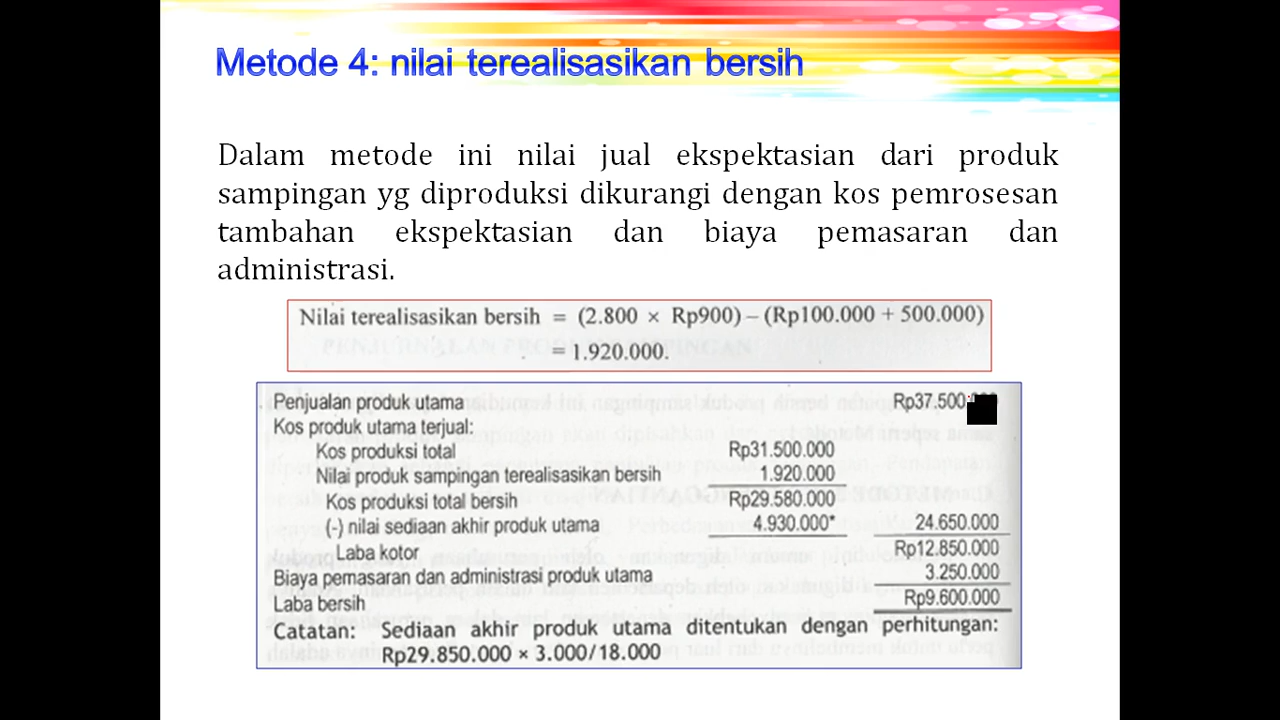 Metode 4: nilai terealisasikan bersih
Dalam metode ini nilai jual ekspektasian dari produk
sampingan yg diproduksi dikurangi dengan kos pemrosesan
tambahan ekspektasian dan biaya pemasaran dan
administrasi.
Nilai terealisasikan bersih = (2.800 × Rp900) – (Rp100.000 + 500.000)
= 1.920.000.
Penjualan produk utama Rp37.500.
Kos produk utama terjual:
Kos produksi total Rp31.500.000
Nilai produk sampingan terealisasikan bersih 1.920.000
Kos produksi total bersih Rp29.580.000
(-) nilai sediaan akhir produk utama 4.930.000* 24.650.000
Laba kotor Rp12.850.000
Biaya pemasaran dan administrasi produk utama 3.250.000
Laba bersih Rp9.600.000
Catatan: Sediaan akhir produk utama ditentukan dengan perhitungan:
Rp29.850.000 × 3.000/18.000